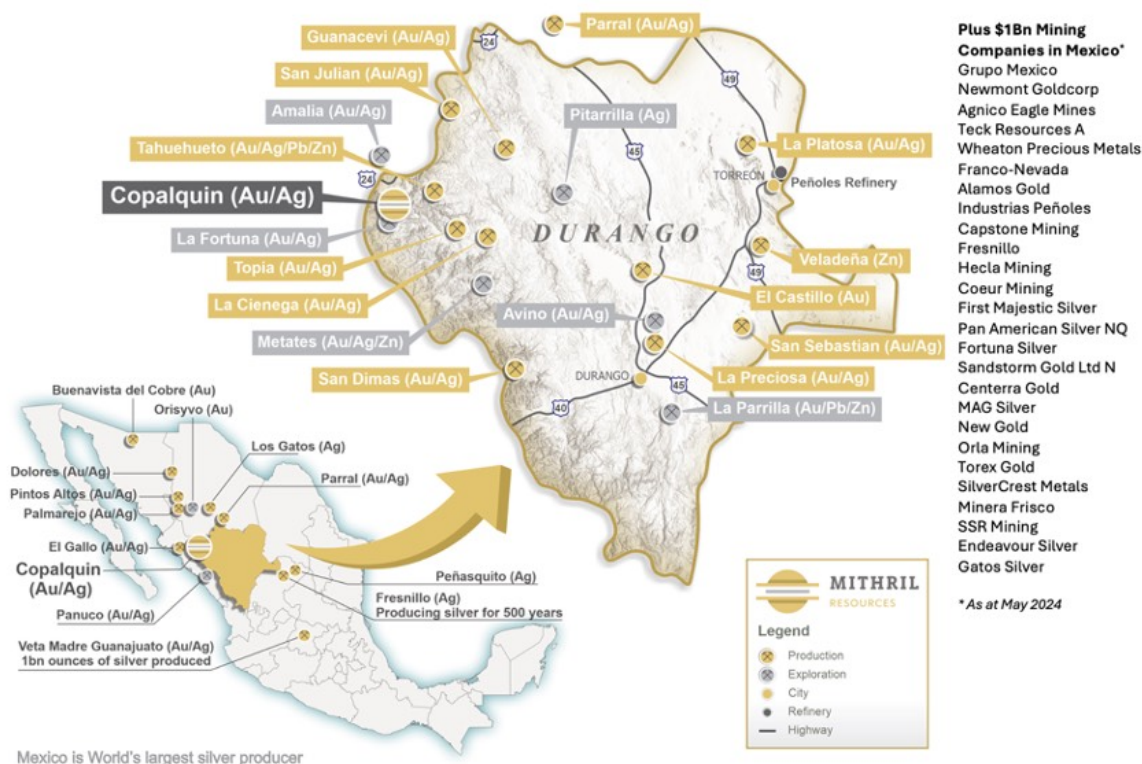 Parral (Au/Ag)
Guanacevi (Au/Ag)
24
San Julian (Au/Ag)
49
Amalia (Au/Ag)
Pitarrilla (Ag)
Tahuehueto (Au/Ag/Pb/Zn)
45
La Platosa (Au/Ag)
24
TORREÓN
Peñoles Refinery
Copalquin (Au/Ag)
La Fortuna (Au/Ag)
DURANGO
Topia (Au/Ag)
Veladeña (Zn)
49
La Cienega (Au/Ag)
El Castillo (Au)
Avino (Au/Ag)
Metates (Au/Ag/Zn)
San Sebastian (Au/Ag)
San Dimas (Au/Ag)
DURANGO
La Preciosa (Au/Ag)
45
40
La Parrilla (Au/Pb/Zn)
Buenavista del Cobre (Au)
Orisyvo (Au)
Los Gatos (Ag)
Dolores (Au/Ag)
Parral (Au/Ag)
Pintos Altos (Au/Ag)
Palmarejo (Au/Ag)
El Gallo (Au/Ag)
Copalquin
(Au/Ag)
Peñasquito (Ag)
Fresnillo (Ag)
Producing silver for 500 years
Panuco (Au/Ag)
Veta Madre Guanajuato (Au/Ag)
1bn ounces of silver produced
Mexico is World's largest silver producer
MITHRIL
RESOURCES
Legend
Production
Exploration
City
Refinery
Highway
Plus $1Bn Mining
Companies in Mexico*
Grupo Mexico
Newmont Goldcorp
Agnico Eagle Mines
Teck Resources A
Wheaton Precious Metals
Franco-Nevada
Alamos Gold
Industrias Peñoles
Capstone Mining
Fresnillo
Hecla Mining
Coeur Mining
First Majestic Silver
Pan American Silver NQ
Fortuna Silver
Sandstorm Gold Ltd N
Centerra Gold
MAG Silver
New Gold
Orla Mining
Torex Gold
SilverCrest Metals
Minera Frisco
SSR Mining
Endeavour Silver
Gatos Silver
*As at May 2024